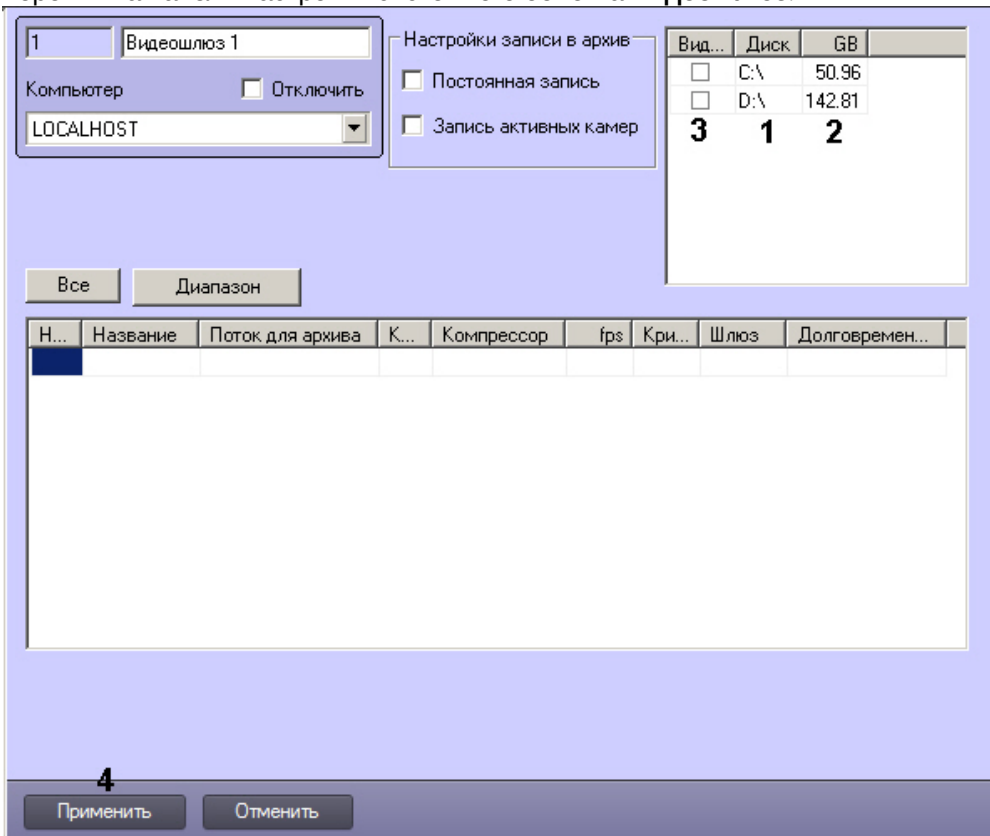 1
Видеошлюз 1
Компьютер
Отключить
LOCALHOST
Настройки записи в архив
Постоянная запись
Запись активных камер
Вид... Диск GB
C:\ 50.96
D:\ 142.81
3 1 2
Все
Диапазон
Н... Название Поток для архива К... Компрессор fps Кри... Шлюз Долговремен...
4
Применить
Отменить